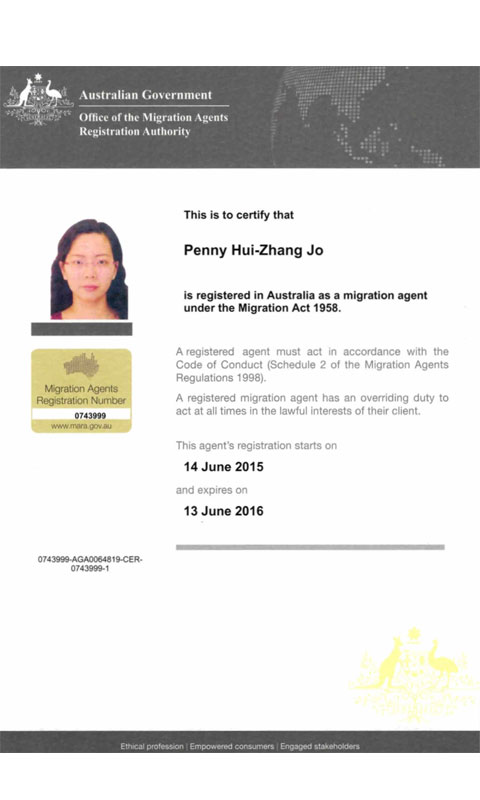 Australian Government
Office of the Migration Agents
Registration Authority
This is to certify that
Penny Hui-Zhang Jo
is registered in Australia as a migration agent
under the Migration Act 1958.
A registered agent must act in accordance with the
Code of Conduct (Schedule 2 of the Migration Agents
Regulations 1998).
A registered migration agent has an overriding duty to
act at all times in the lawful interests of their client.
This agent's registration starts on
14 June 2015
and expires on
13 June 2016
Migration Agents
Registration Number
0743999
www.mara.gov.au
0743999-AGA0064819-CER-
0743999-1
Ethical profession | Empowered consumers | Engaged stakeholders